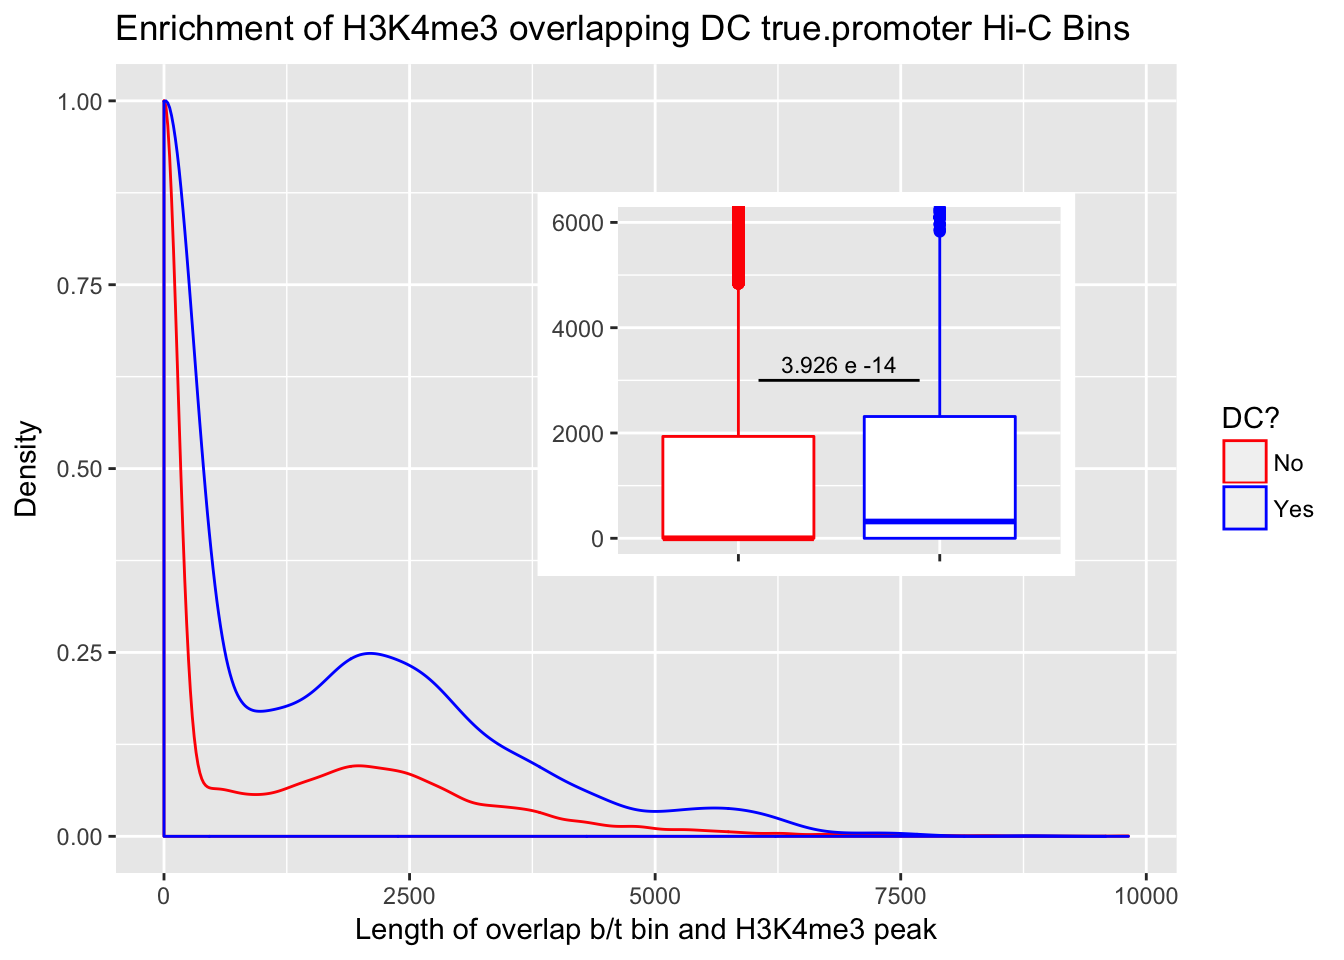 Enrichment of H3K4me3 overlapping DC true.promoter Hi-C Bins
1.00
0.75
0.50
0.25
0.00
Density
6000
4000
2000
0
3.926 e -14
0
2500
5000
7500
10000
Length of overlap b/t bin and H3K4me3 peak
DC?
No
Yes